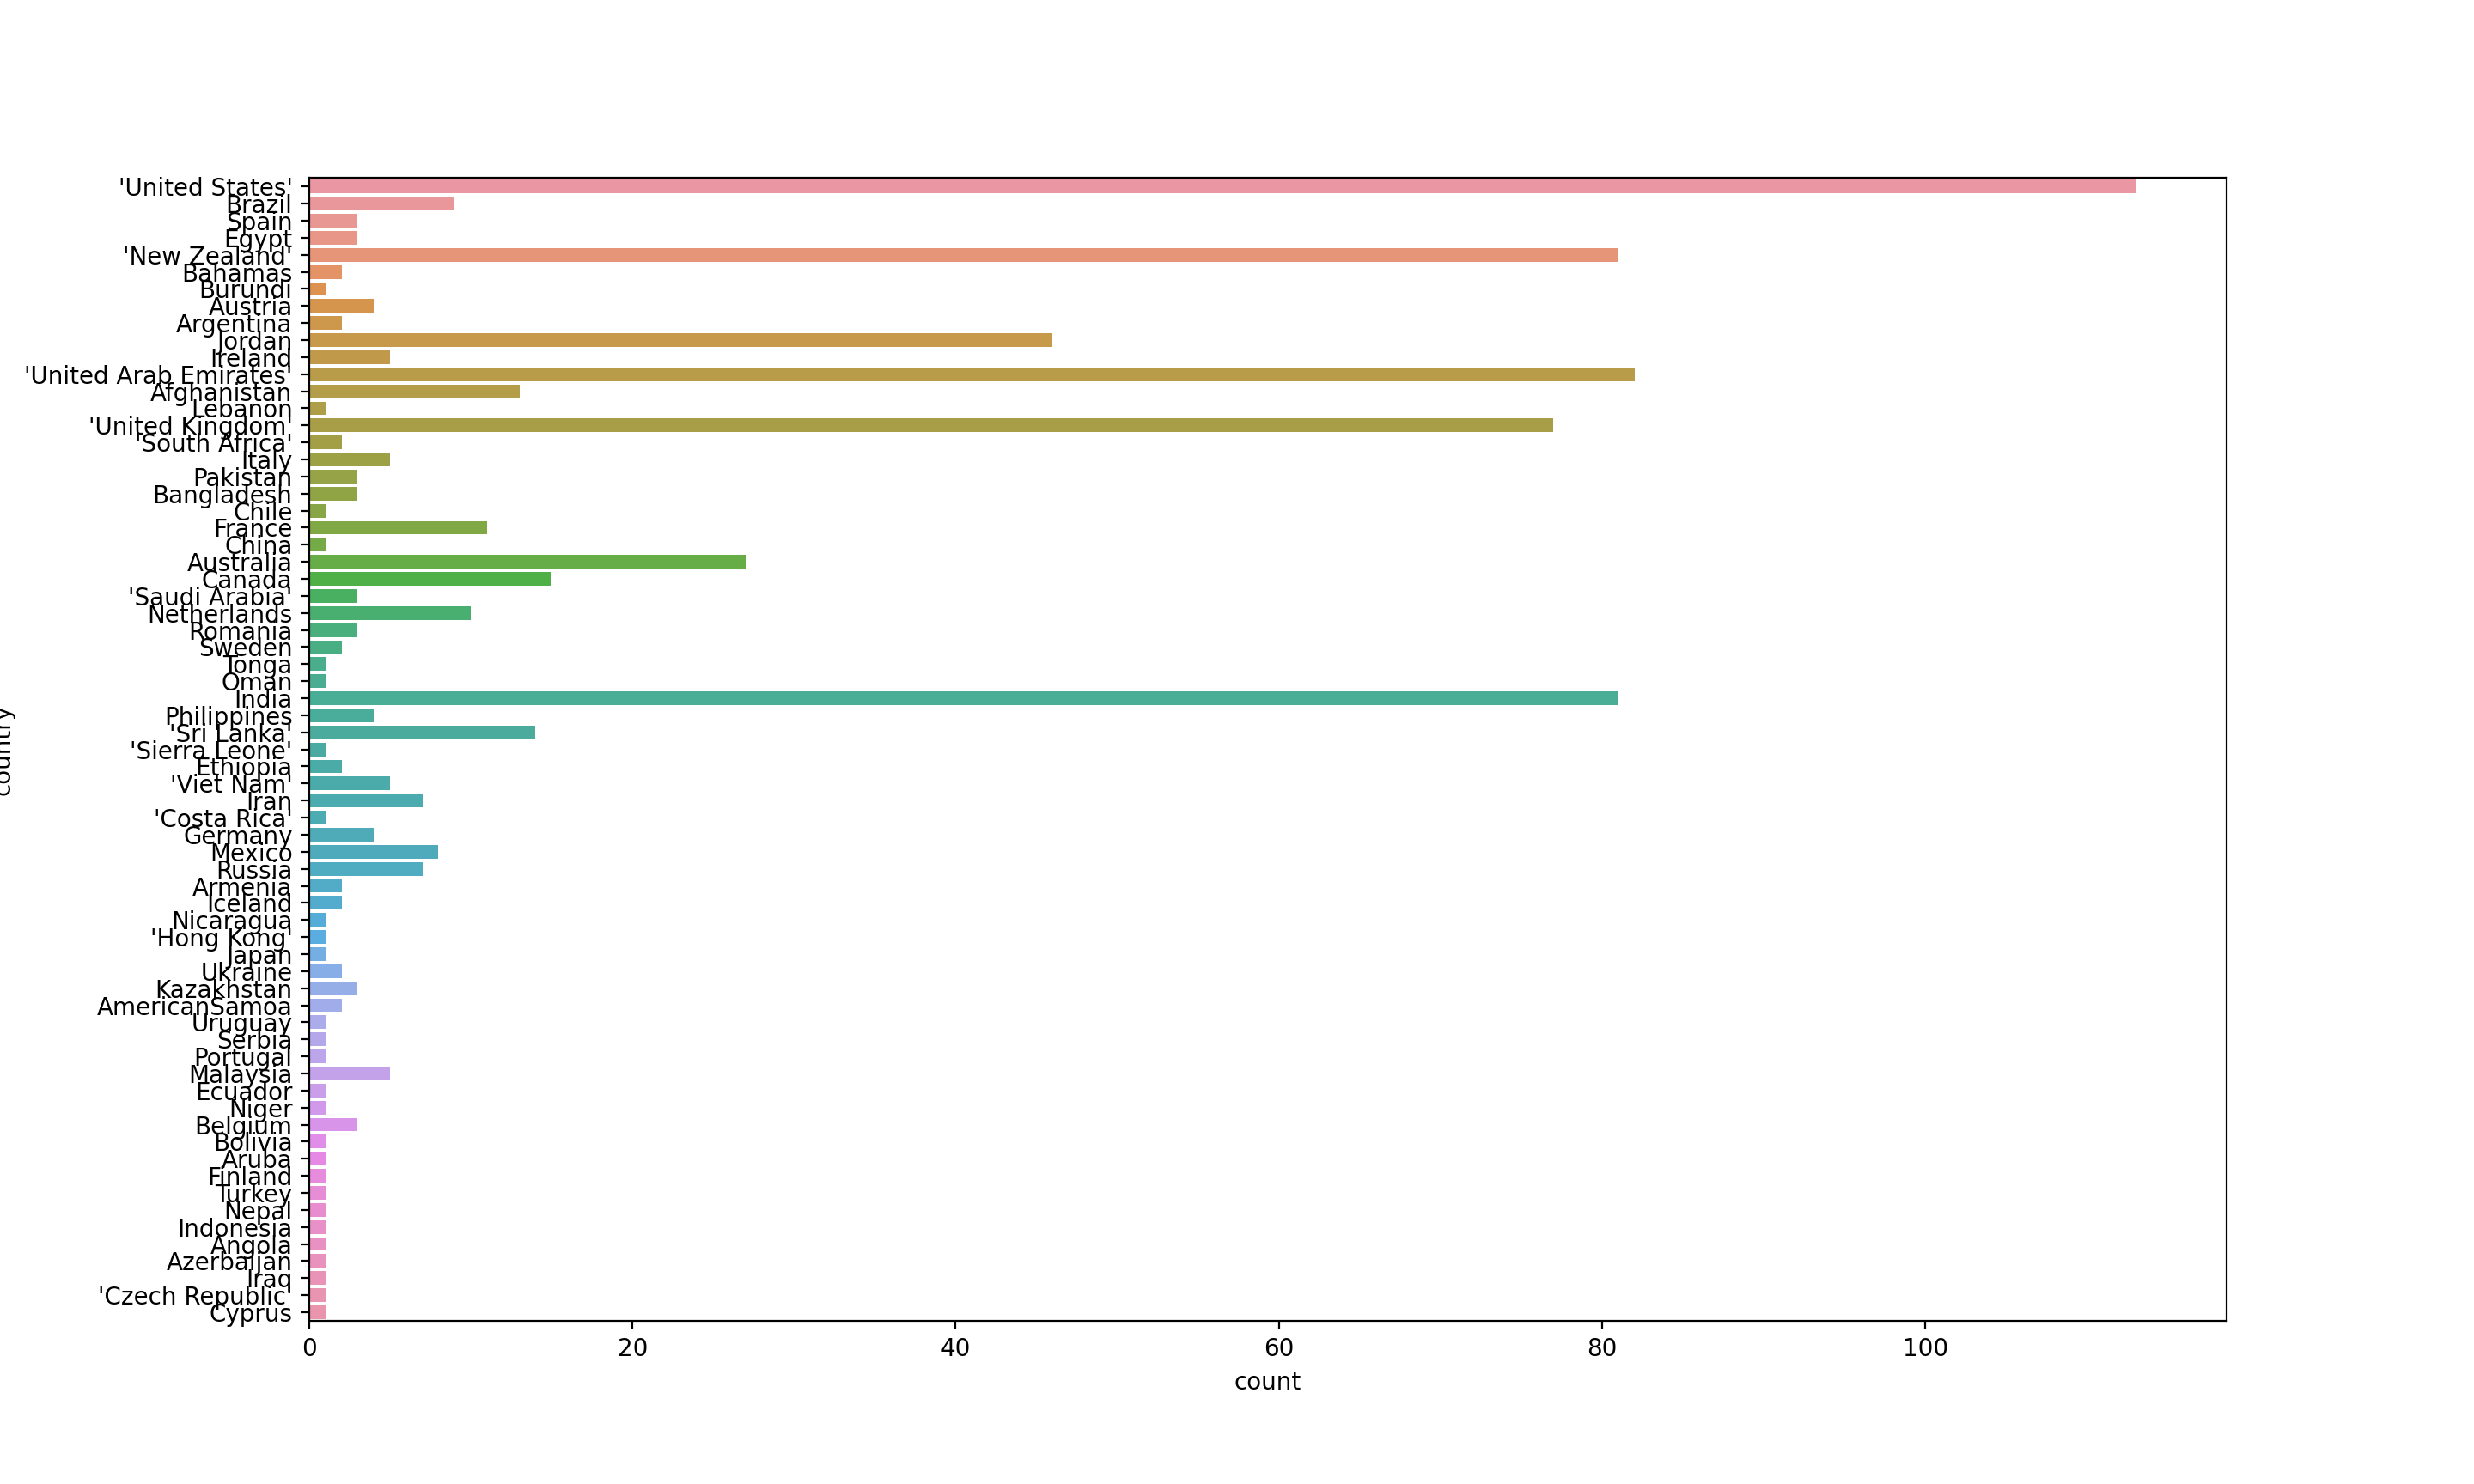 'United States'
Brazil
Spain
Egypt
'New Zealand'
Bahamas
Burundi
Austria
Argentina
Jordan
Ireland
'United Arab Emirates'
Afghanistan
Lebanon
'United Kingdom'
'South Africa'
Italy
Pakistan
Bangladesh
Chile
France
China
Australia
Canada
'Saudi Arabia'
Netherlands
Romania
Sweden
Tonga
Oman
India
Philippines
'Sri Lanka'
'Sierra Leone'
Ethiopia
'Viet Nam'
Iran
'Costa Rica'
Germany
Mexico
Russia
Armenia
Iceland
Nicaragua
'Hong Kong'
Japan
Ukraine
Kazakhstan
AmericanSamoa
Uruguay
Serbia
Portugal
Malaysia
Ecuador
Niger
Belgium
Bolivia
Aruba
Finland
Turkey
Nepal
Indonesia
Angola
Azerbaijan
Iraq
'Czech Republic'
Cyprus
country
0 20 40 60 80 100
count